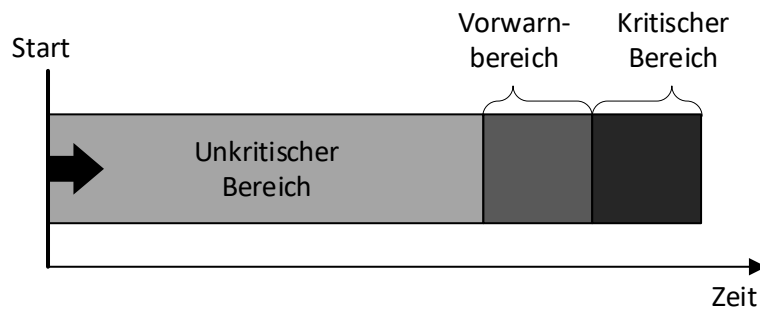 Start
Vorwarn-
bereich
Kritischer
Bereich
Unkritischer
Bereich
Zeit